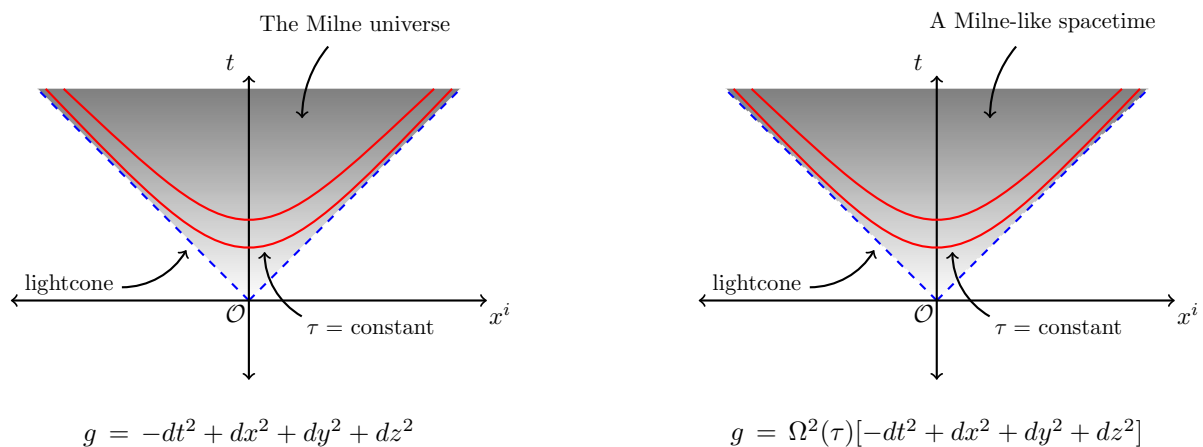 The Milne universe
t
lightcone
𝒪
x^i
τ = constant
g = −dt² + dx² + dy² + dz²
A Milne-like spacetime
t
lightcone
𝒪
x^i
τ = constant
g = Ω²(τ)[−dt² + dx² + dy² + dz²]